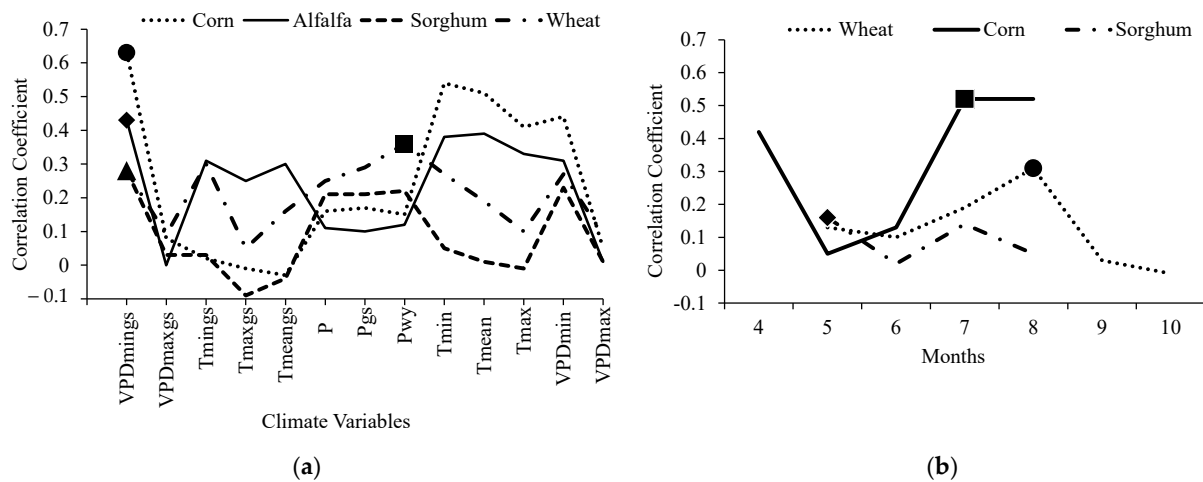 Corn Alfalfa Sorghum Wheat
0.7
0.6
0.5
0.4
0.3
0.2
0.1
0
– 0.1
Correlation Coefficient
VPDmings
VPDmaxgs
Tmings
Tmaxgs
Tmeangs
P
Pgs
Pwy
Tmin
Tmean
Tmax
VPDmin
VPDmax
Climate Variables
(a)
Wheat Corn Sorghum
0.7
0.6
0.5
0.4
0.3
0.2
0.1
0
-0.1
Correlation Coefficient
4 5 6 7 8 9 10
Months
(b)